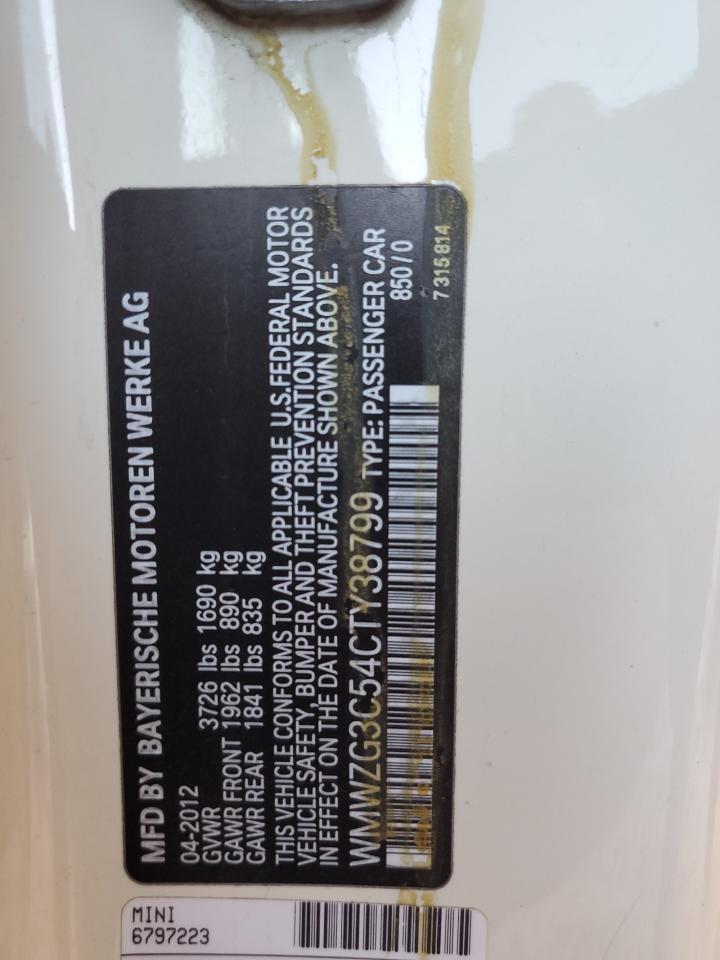 MFD BY BAYERISCHE MOTOREN WERKE AG
04-2012
GVWR 3726 lbs 1690 kg
GAWR FRONT 1962 lbs 890 kg
GAWR REAR 1841 lbs 835 kg
THIS VEHICLE CONFORMS TO ALL APPLICABLE U.S.FEDERAL MOTOR
VEHICLE SAFETY, BUMPER AND THEFT PREVENTION STANDARDS
IN EFFECT ON THE DATE OF MANUFACTURE SHOWN ABOVE.
WMWZG3C54CTY38799 TYPE: PASSENGER CAR
850 / 0
7 315 814
MINI
6797223